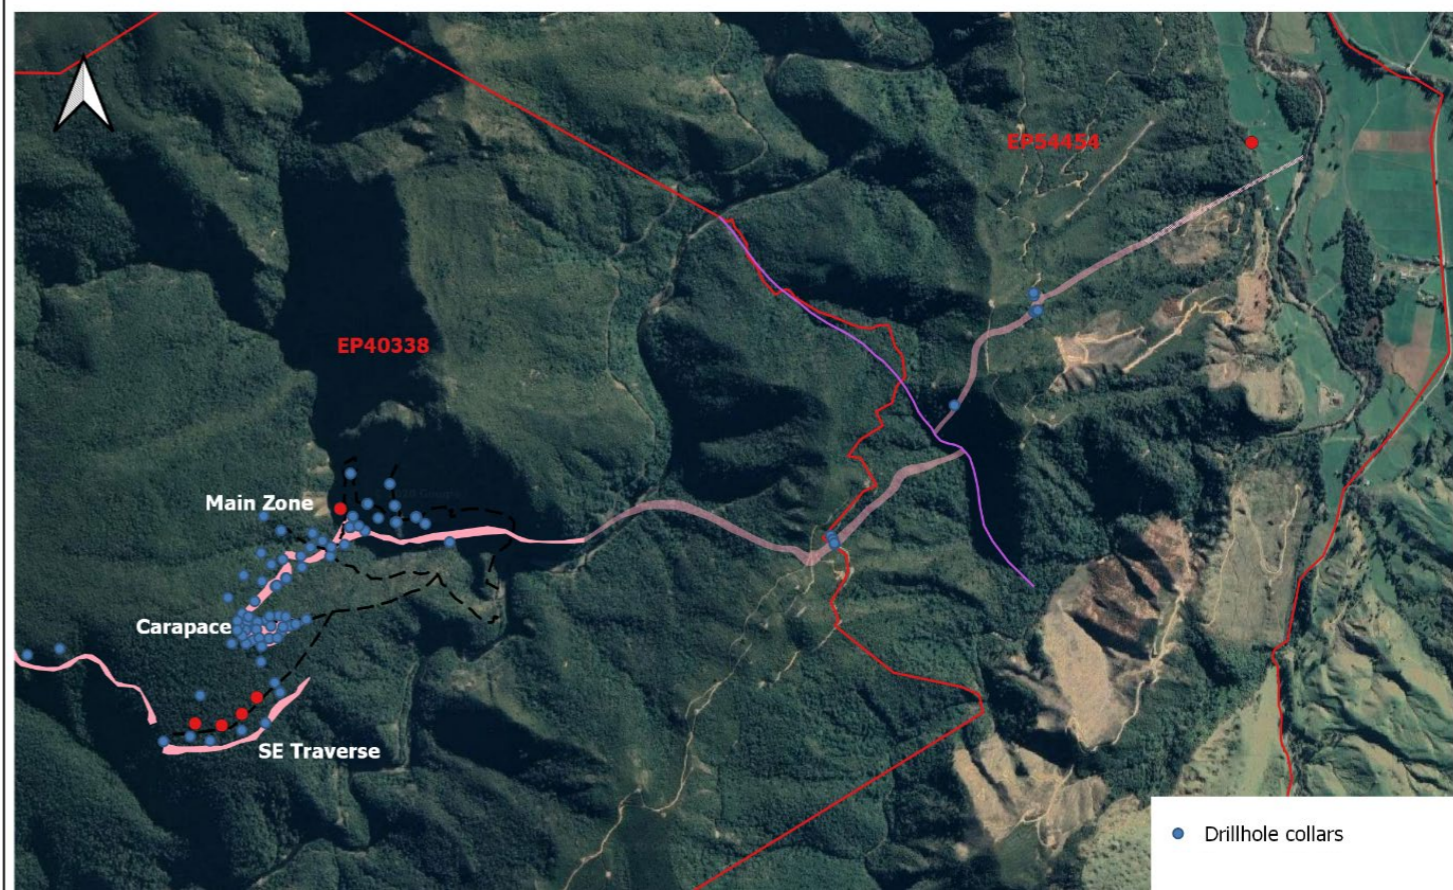 EP54454
EP40338
Main Zone
Carapace
SE Traverse
Drillhole collars